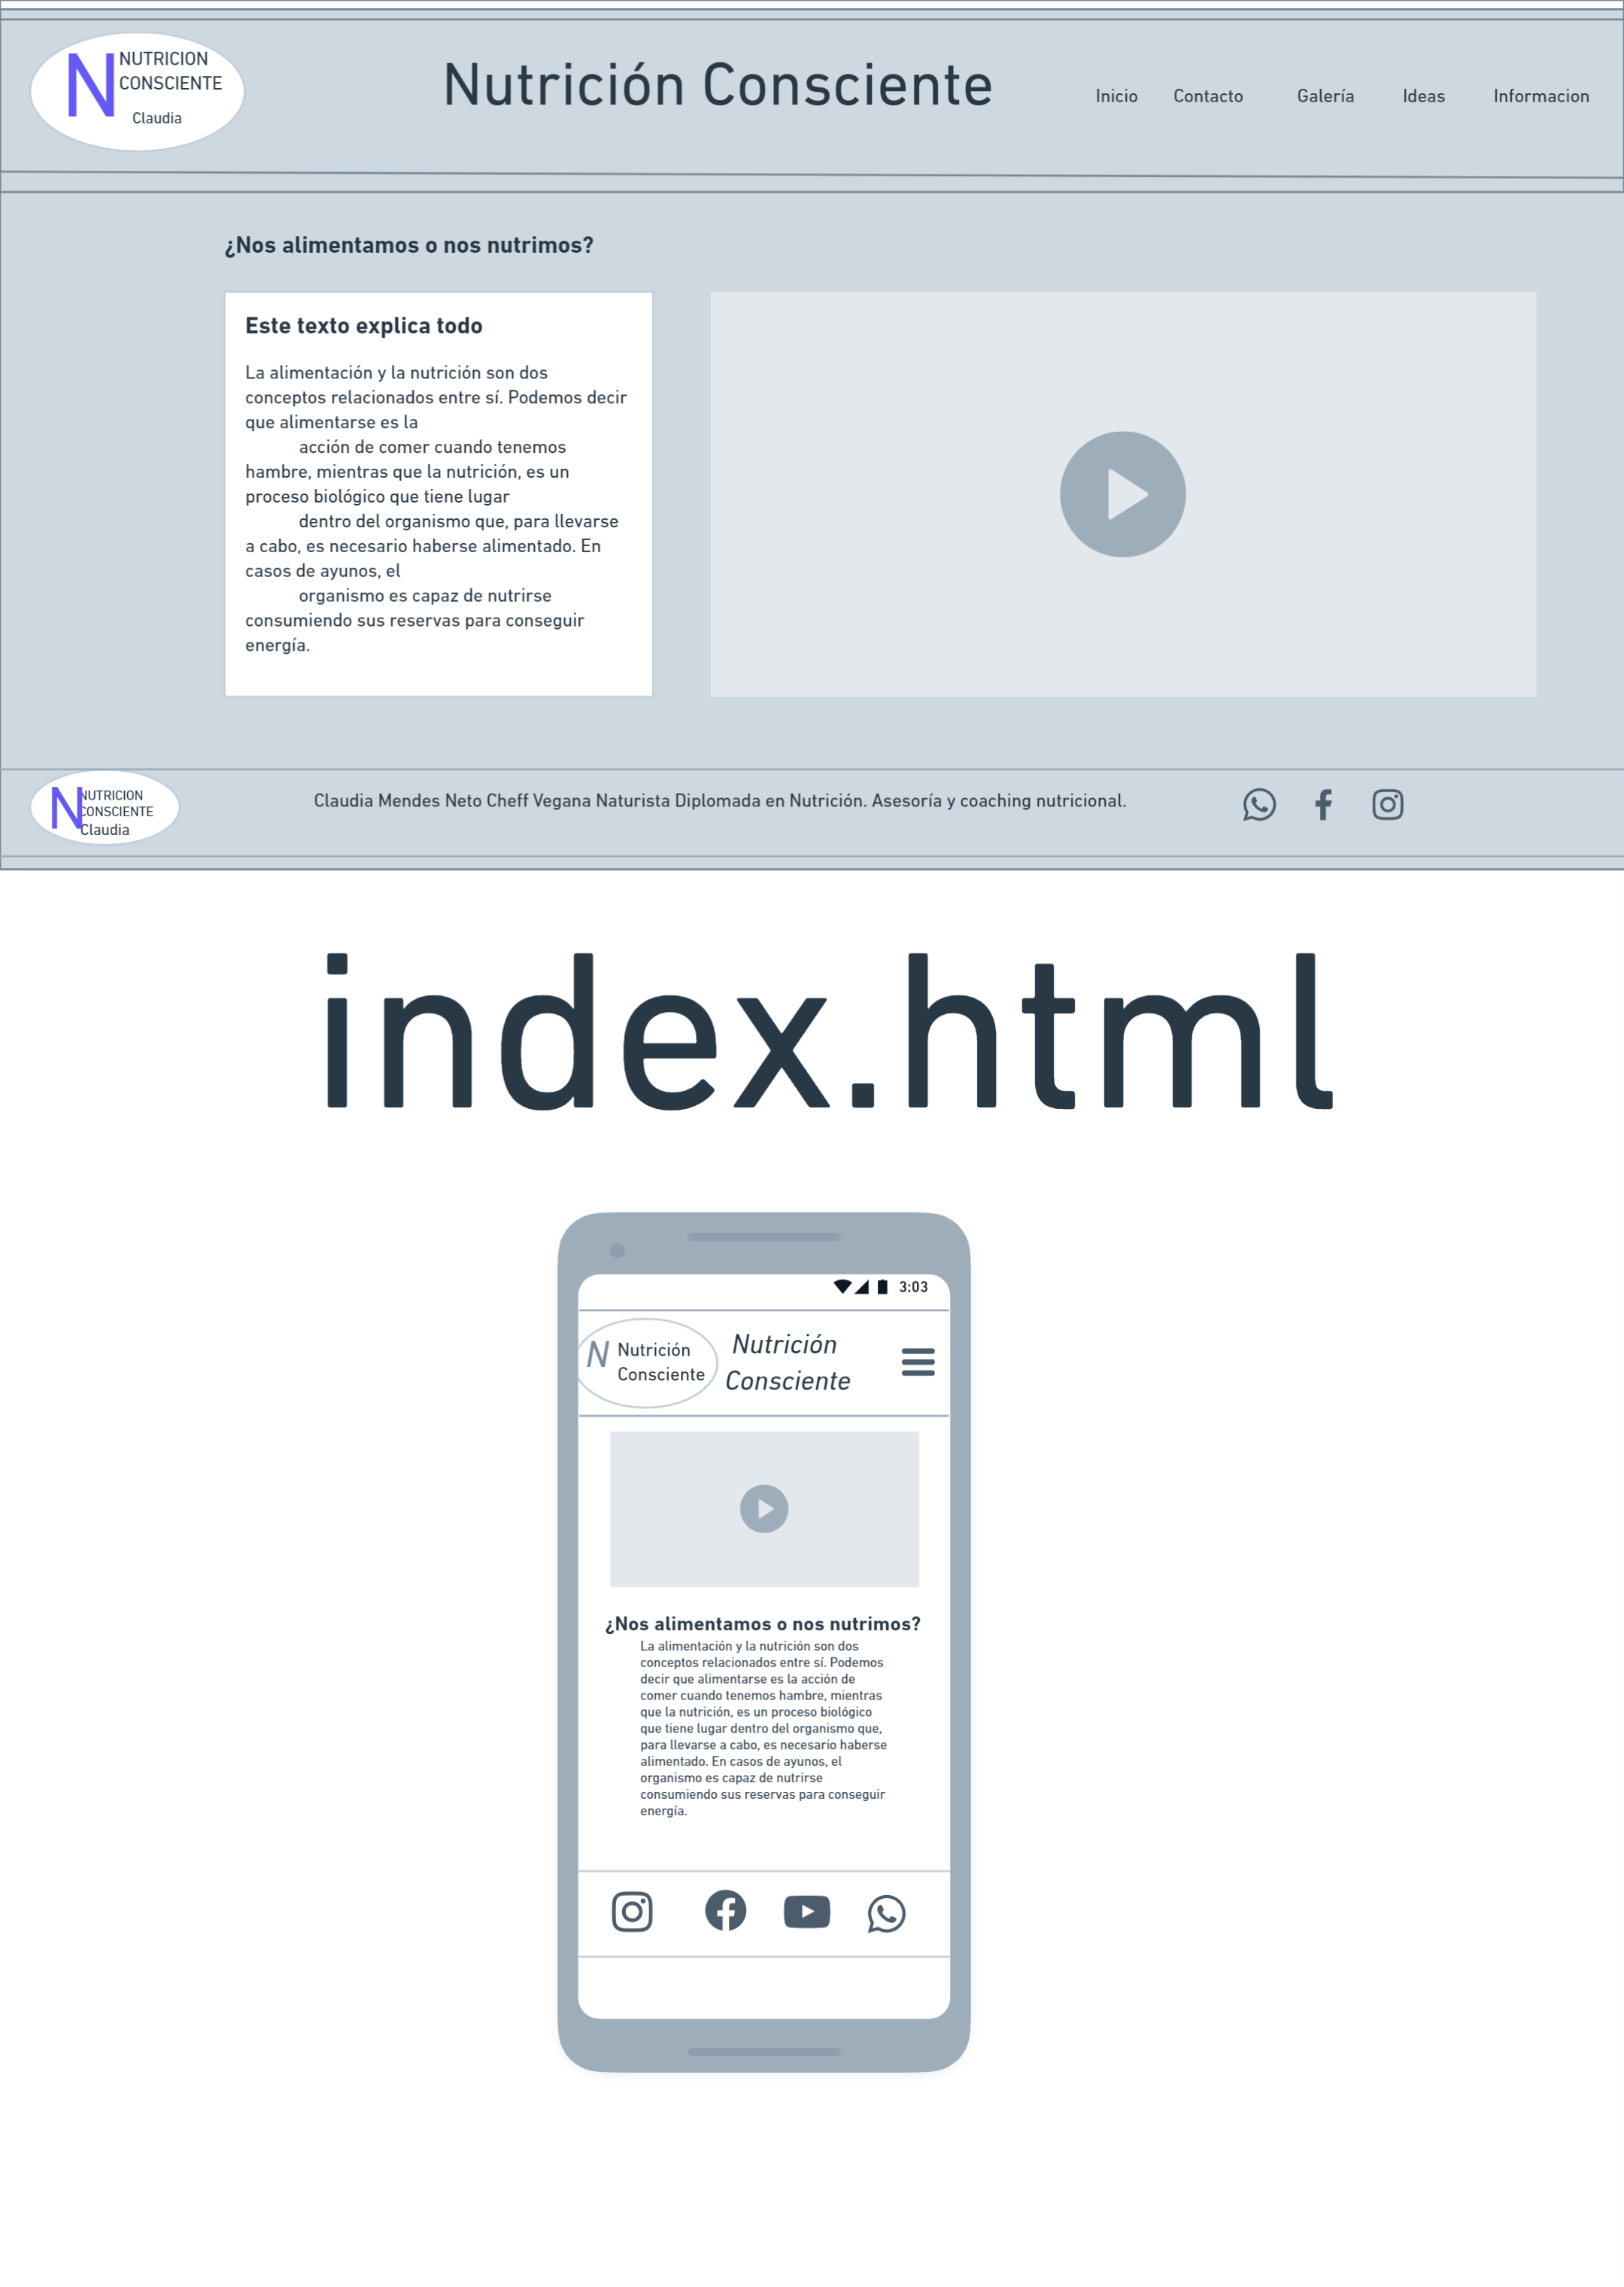 N
NUTRICION
CONSCIENTE
Claudia
Nutrición Consciente
Inicio Contacto Galería Ideas Informacion
¿Nos alimentamos o nos nutrimos?
Este texto explica todo
La alimentación y la nutrición son dos
conceptos relacionados entre sí. Podemos decir
que alimentarse es la
acción de comer cuando tenemos
hambre, mientras que la nutrición, es un
proceso biológico que tiene lugar
dentro del organismo que, para llevarse
a cabo, es necesario haberse alimentado. En
casos de ayunos, el
organismo es capaz de nutrirse
consumiendo sus reservas para conseguir
energía.
N
NUTRICION
CONSCIENTE
Claudia
Claudia Mendes Neto Cheff Vegana Naturista Diplomada en Nutrición. Asesoría y coaching nutricional.
index.html
3:03
N
Nutrición
Consciente
Nutrición
Consciente
¿Nos alimentamos o nos nutrimos?
La alimentación y la nutrición son dos
conceptos relacionados entre sí. Podemos
decir que alimentarse es la acción de
comer cuando tenemos hambre, mientras
que la nutrición, es un proceso biológico
que tiene lugar dentro del organismo que,
para llevarse a cabo, es necesario haberse
alimentado. En casos de ayunos, el
organismo es capaz de nutrirse
consumiendo sus reservas para conseguir
energía.